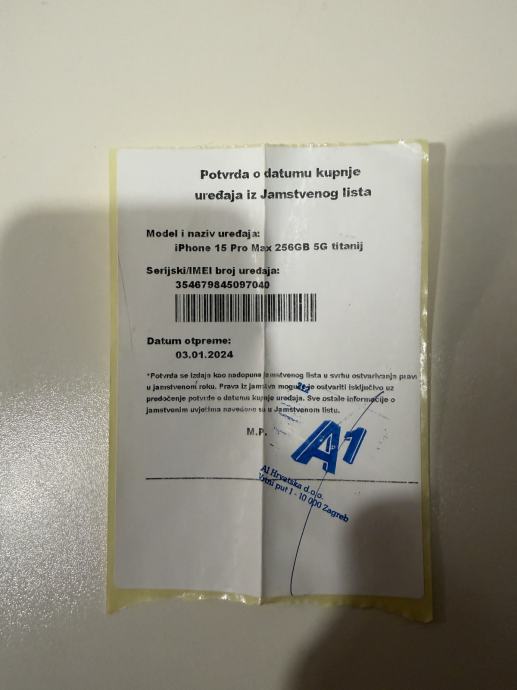 Potvrda o datumu kupnje
uređaja iz Jamstvenog lista
Model i naziv uređaja:
iPhone 15 Pro Max 256GB 5G titanij
Serijski/IMEI broj uređaja:
354679845097040
Datum otpreme:
03.01.2024
*Potvrda se izdaje kao nadopuna Jamstvenog lista u svrhu ostvarivanja prava
u jamstvenom roku. Prava iz jamstva moguće je ostvariti isključivo uz
predočenje potvrde o datumu kupnje uređaja. Sve ostale informacije o
jamstvenim uvjetima navedene su u Jamstvenom listu.
M.P.
A1
A1 Hrvatska d.o.o.
put 1 - 10 000 Zagreb